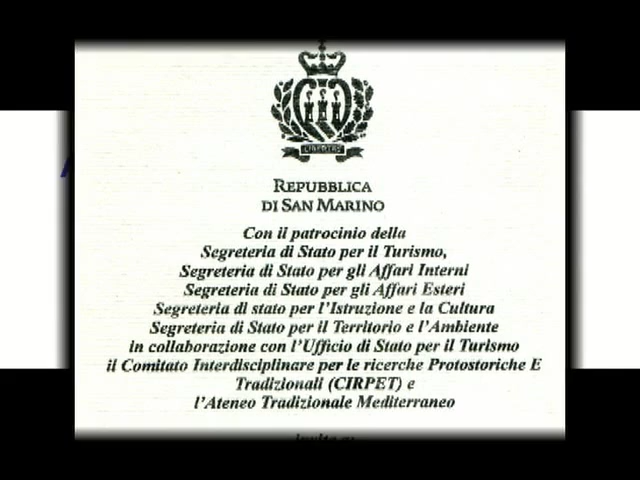 LIBERTAS
REPUBBLICA
DI SAN MARINO
Con il patrocinio della
Segreteria di Stato per il Turismo,
Segreteria di Stato per gli Affari Interni
Segreteria di Stato per gli Affari Esteri
Segreteria di stato per l'Istruzione e la Cultura
Segreteria di Stato per il Territorio e l'Ambiente
in collaborazione con l'Ufficio di Stato per il Turismo
il Comitato Interdisciplinare per le ricerche Protostoriche E
Tradizionali (CIRPET) e
l'Ateneo Tradizionale Mediterraneo